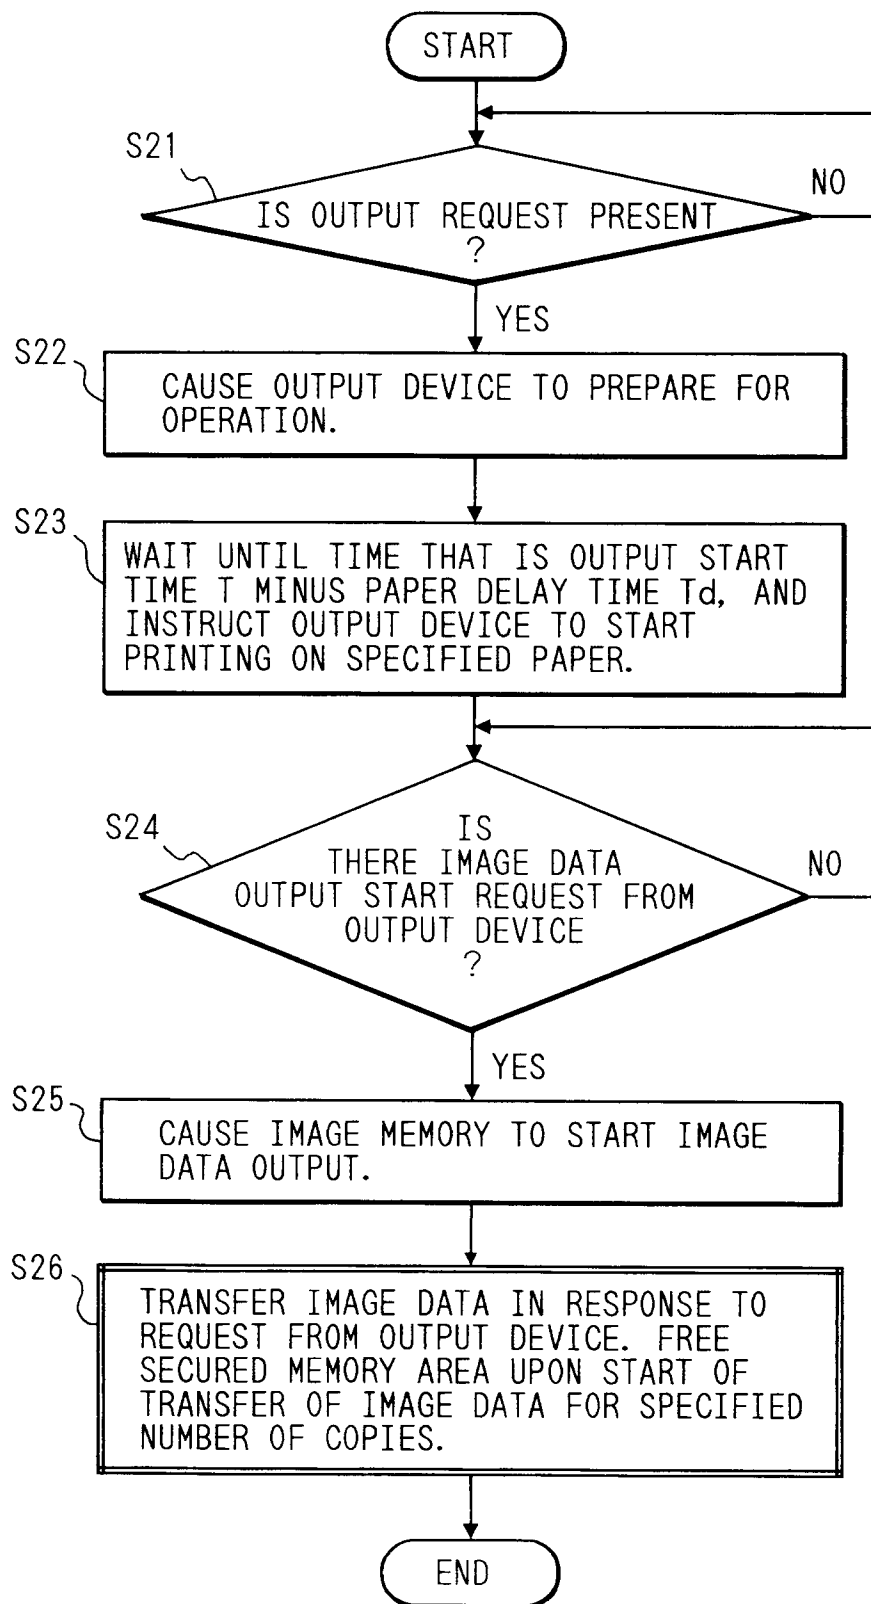 START
S21
NO
IS OUTPUT REQUEST PRESENT
?
YES
S22
CAUSE OUTPUT DEVICE TO PREPARE FOR
OPERATION.
S23
WAIT UNTIL TIME THAT IS OUTPUT START
TIME T MINUS PAPER DELAY TIME Td, AND
INSTRUCT OUTPUT DEVICE TO START
PRINTING ON SPECIFIED PAPER.
S24
IS
THERE IMAGE DATA
NO
OUTPUT START REQUEST FROM
OUTPUT DEVICE
?
YES
S25
CAUSE IMAGE MEMORY TO START IMAGE
DATA OUTPUT.
S26
TRANSFER IMAGE DATA IN RESPONSE TO
REQUEST FROM OUTPUT DEVICE. FREE
SECURED MEMORY AREA UPON START OF
TRANSFER OF IMAGE DATA FOR SPECIFIED
NUMBER OF COPIES.
END